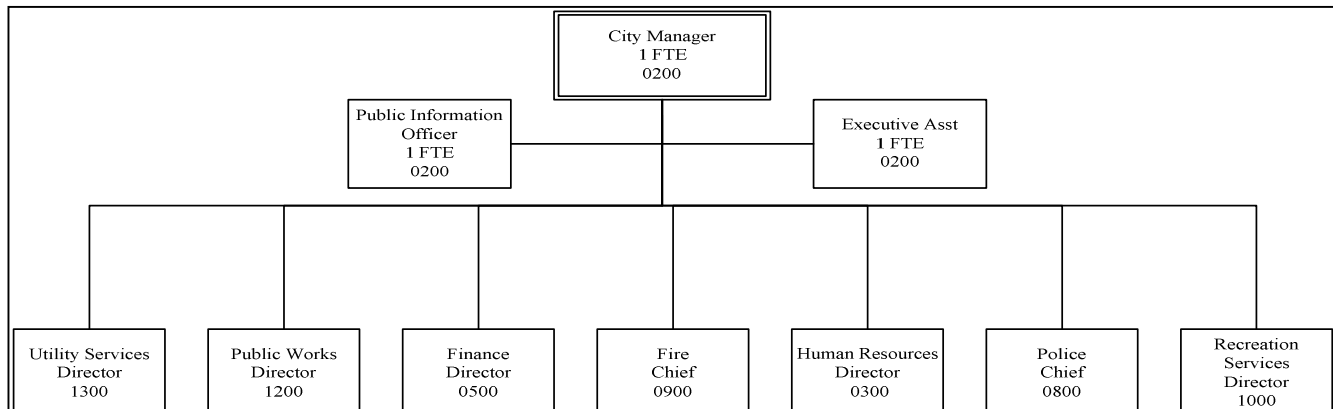 City Manager
1 FTE
0200
Public Information
Officer
1 FTE
0200
Executive Asst
1 FTE
0200
Utility Services
Director
1300
Public Works
Director
1200
Finance
Director
0500
Fire
Chief
0900
Human Resources
Director
0300
Police
Chief
0800
Recreation
Services
Director
1000